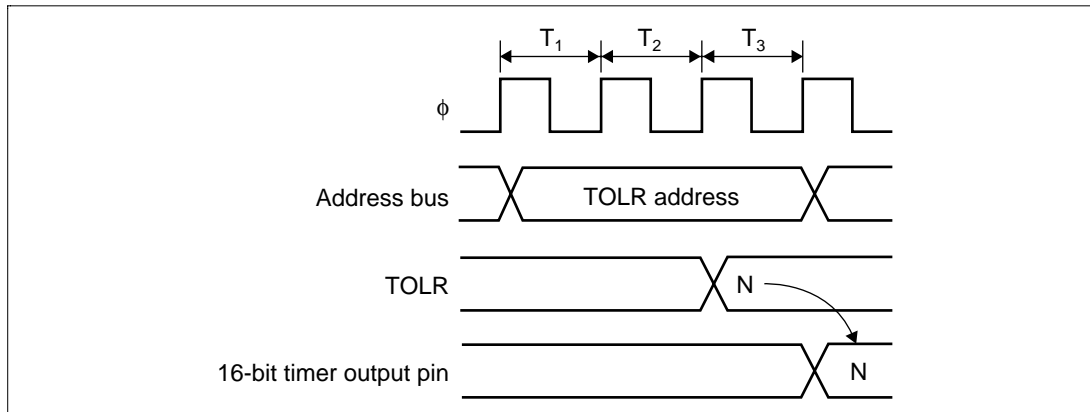 T1 T2 T3
φ
Address bus TOLR address
TOLR N
16-bit timer output pin N